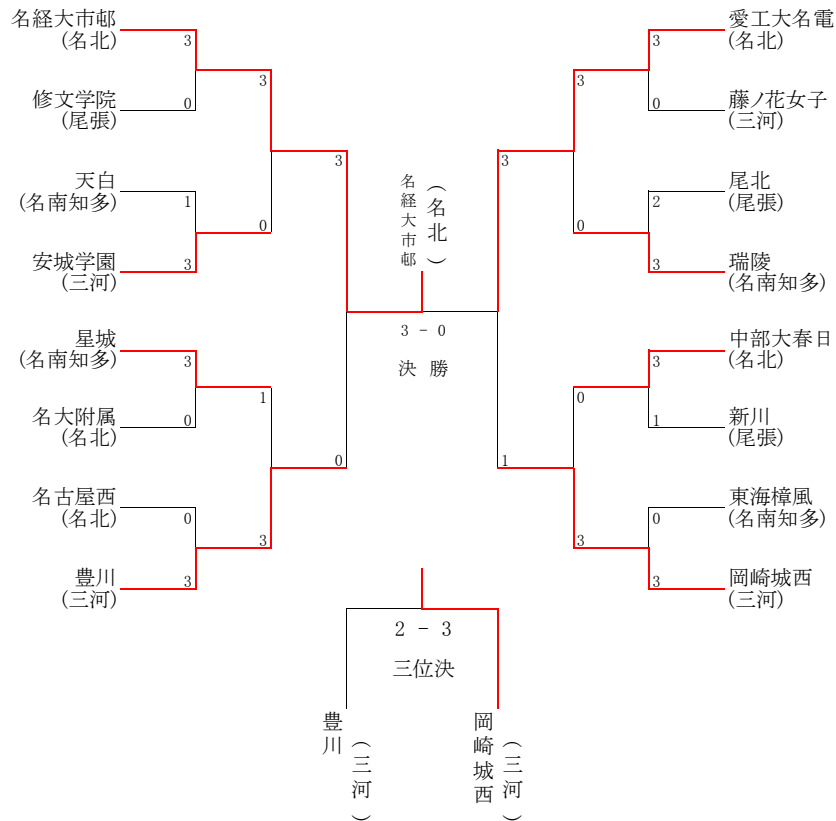 名経大市邨
(名北)
3
修文学院
(尾張)
0
3
天白
(名南知多)
1
安城学園
(三河)
3
0
3
星城
(名南知多)
3
名大附属
(名北)
0
1
名古屋西
(名北)
0
豊川
(三河)
3
3
0
名経大市邨
(名北)
3 - 0
決 勝
愛工大名電
(名北)
3
藤ノ花女子
(三河)
0
3
尾北
(尾張)
2
瑞陵
(名南知多)
3
0
3
中部大春日
(名北)
3
新川
(尾張)
1
0
東海樟風
(名南知多)
0
岡崎城西
(三河)
3
3
1
2 - 3
三位決
豊川
(三河)
岡崎城西
(三河)